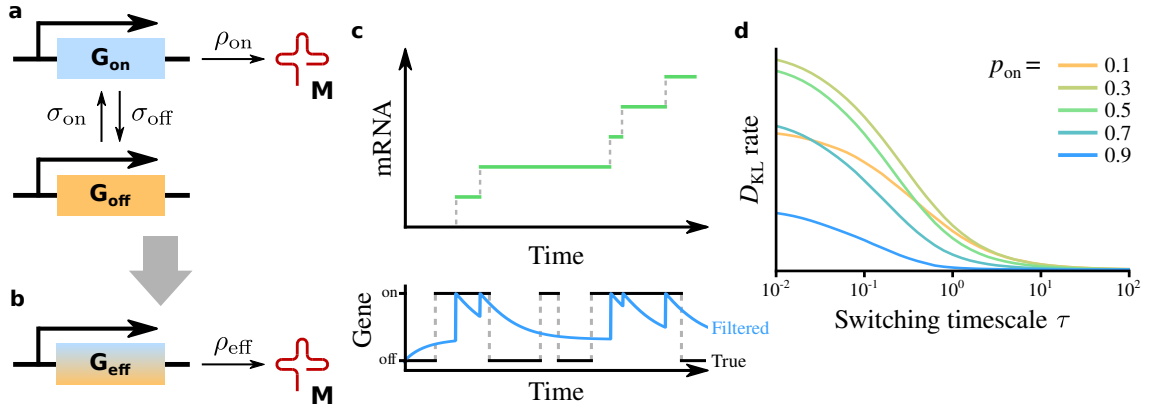 a
G_on
ρ_on
M
σ_on
σ_off
G_off
b
G_eff
ρ_eff
M
c
mRNA
Time
on
Gene
off
Filtered
True
Time
d
p_on =
0.1
0.3
0.5
0.7
0.9
D_KL rate
10^-2
10^-1
10^0
10^1
10^2
Switching timescale τ